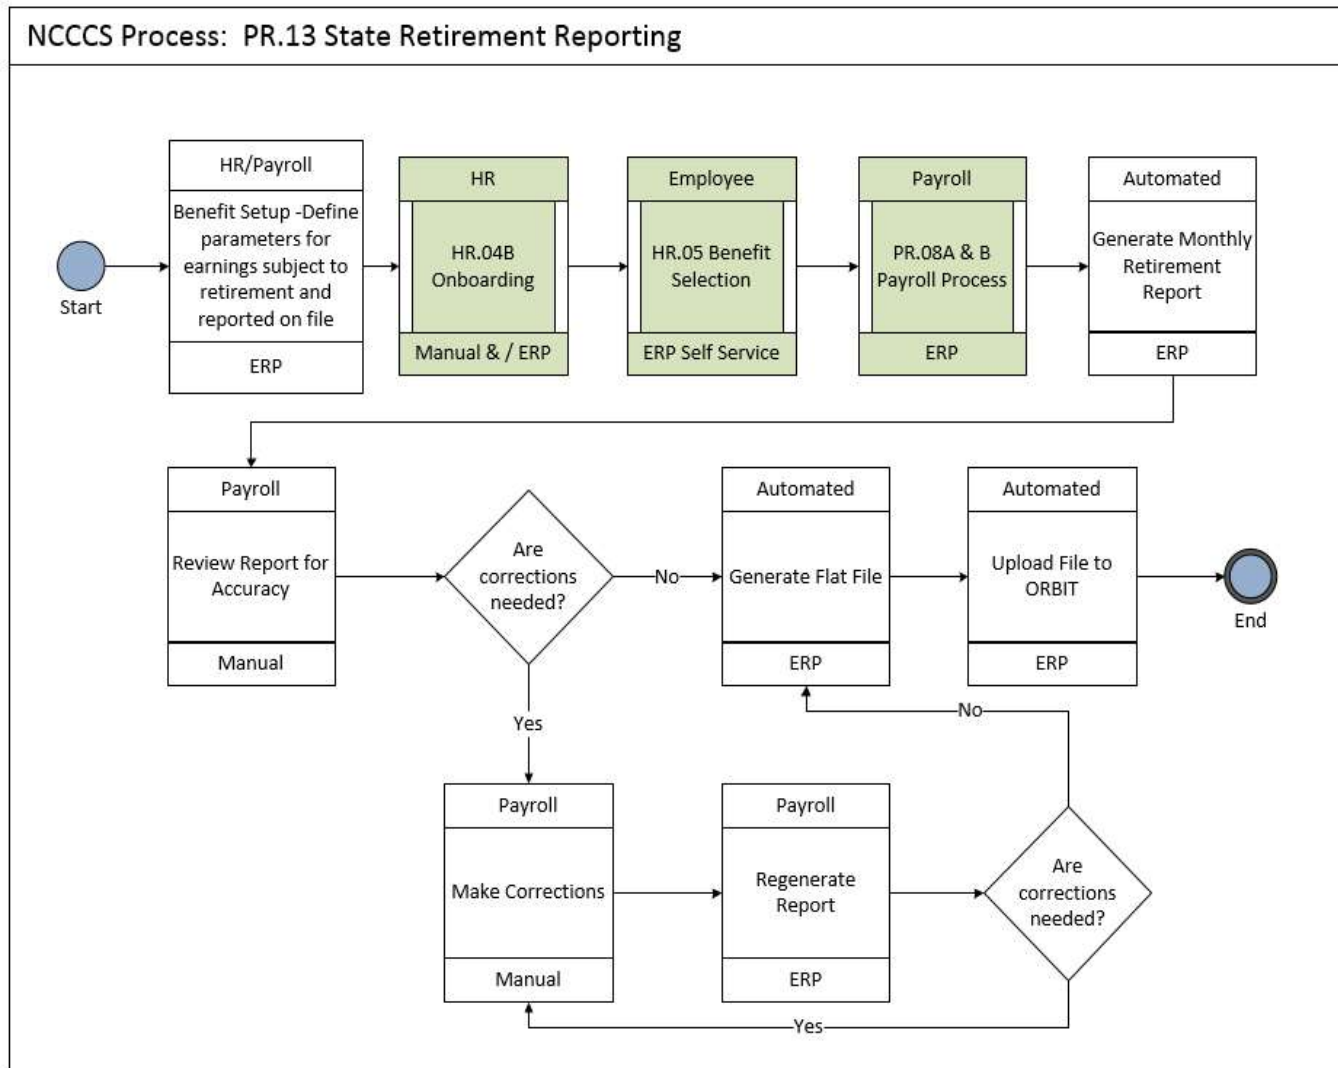 NCCCS Process:  PR.13 State Retirement Reporting
Start
HR/Payroll
Benefit Setup -Define
parameters for
earnings subject to
retirement and
reported on file
ERP
HR
HR.04B
Onboarding
Manual & / ERP
Employee
HR.05 Benefit
Selection
ERP Self Service
Payroll
PR.08A & B
Payroll Process
ERP
Automated
Generate Monthly
Retirement
Report
ERP
Payroll
Review Report for
Accuracy
Manual
Are
corrections
needed?
No
Automated
Generate Flat File
ERP
Automated
Upload File to
ORBIT
ERP
End
Yes
Payroll
Make Corrections
Manual
Payroll
Regenerate
Report
ERP
Are
corrections
needed?
No
Yes